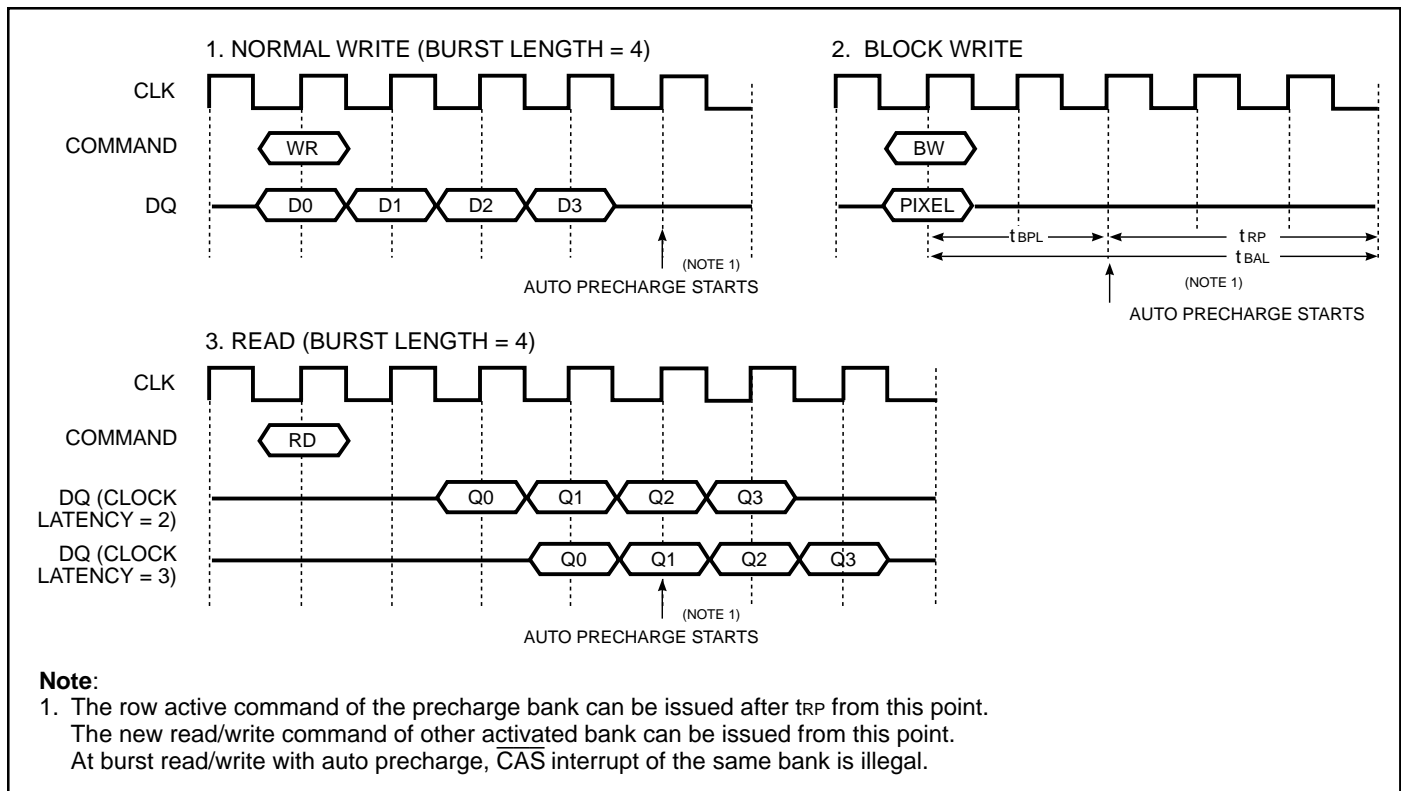 1. NORMAL WRITE (BURST LENGTH = 4)
CLK
COMMAND WR
DQ D0 D1 D2 D3
(NOTE 1)
AUTO PRECHARGE STARTS
2. BLOCK WRITE
BW
PIXEL
tBPL tRP
tBAL
(NOTE 1)
AUTO PRECHARGE STARTS
3. READ (BURST LENGTH = 4)
CLK
COMMAND RD
DQ (CLOCK
LATENCY = 2) Q0 Q1 Q2 Q3
DQ (CLOCK
LATENCY = 3) Q0 Q1 Q2 Q3
(NOTE 1)
AUTO PRECHARGE STARTS
Note:
1. The row active command of the precharge bank can be issued after tRP from this point.
The new read/write command of other activated bank can be issued from this point.
At burst read/write with auto precharge, C̅A̅S̅ interrupt of the same bank is illegal.